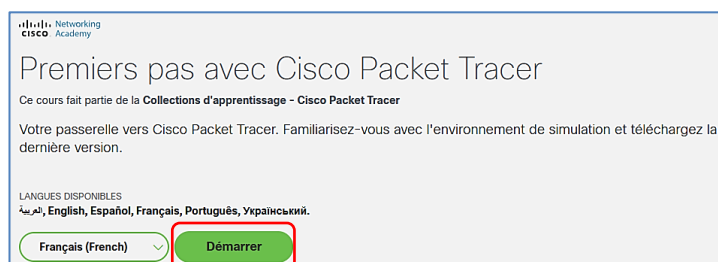 Networking
CISCO Academy
Premiers pas avec Cisco Packet Tracer
Ce cours fait partie de la Collections d'apprentissage - Cisco Packet Tracer
Votre passerelle vers Cisco Packet Tracer. Familiarisez-vous avec l'environnement de simulation et téléchargez la
dernière version.
LANGUES DISPONIBLES
العربية, English, Español, Français, Português, Український.
Français (French) Démarrer